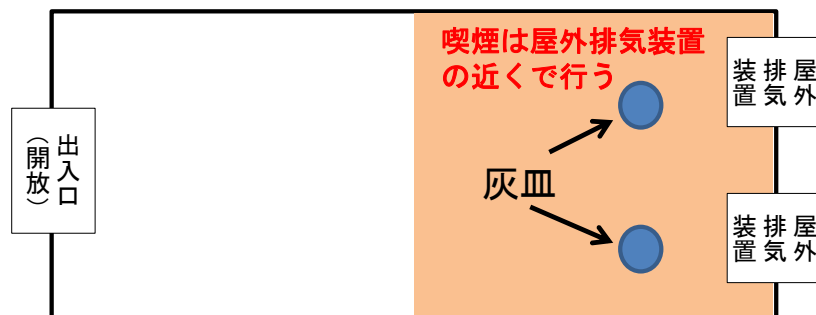 喫煙は屋外排気装置
の近くで行う
屋外
排気
装置
出入口
（開放）
灰皿
屋外
排気
装置